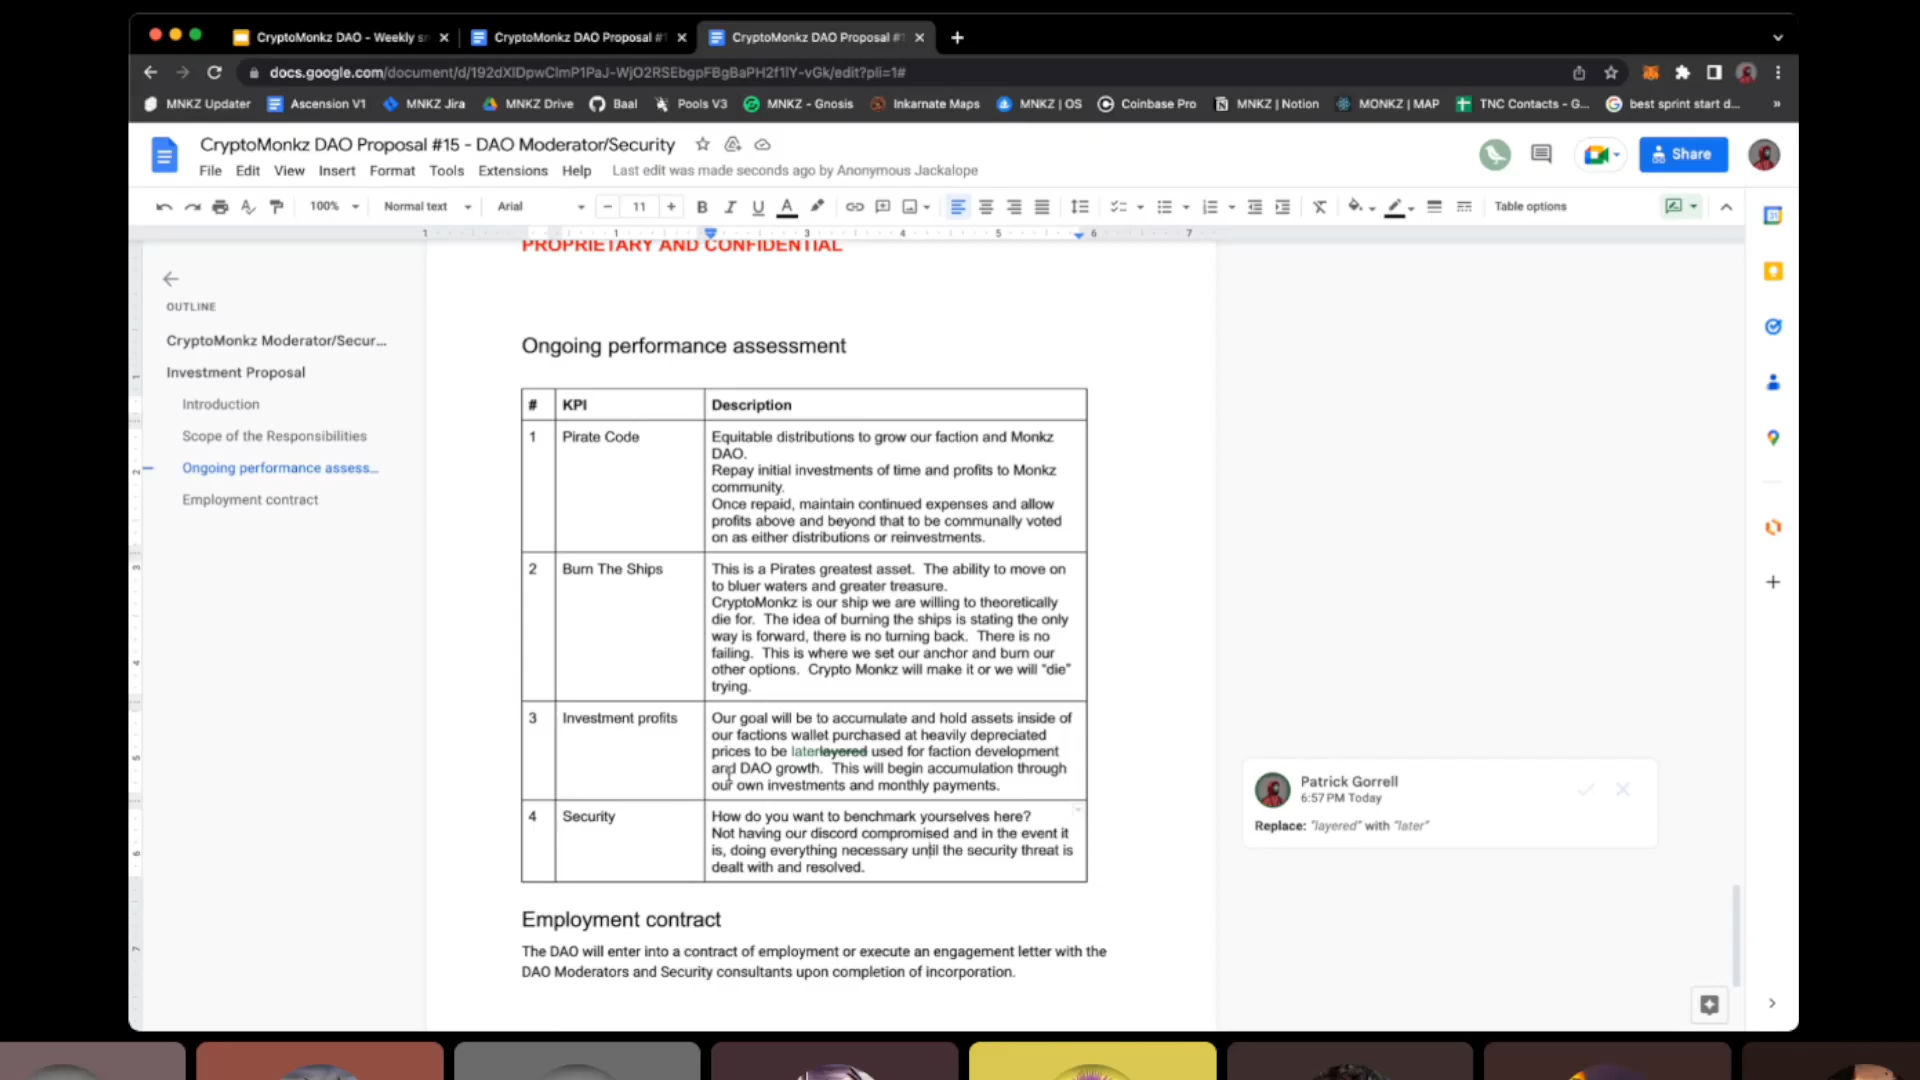 CryptoMonkz DAO - Weekly s
CryptoMonkz DAO Proposal #1
CryptoMonkz DAO Proposal #1
docs.google.com/document/d/192dXIDpwClmP1PaJ-WjO2RSEbgpFBgBaPH2f1lY-vGk/edit?pli=1#
MNKZ Updater
Ascension V1
MNKZ Jira
MNKZ Drive
Baal
Pools V3
MNKZ - Gnosis
Inkarnate Maps
MNKZ | OS
Coinbase Pro
MNKZ | Notion
MONKZ | MAP
TNC Contacts - G...
best sprint start d...
»
CryptoMonkz DAO Proposal #15 - DAO Moderator/Security
Share
File Edit View Insert Format Tools Extensions Help Last edit was made seconds ago by Anonymous Jackalope
100% Normal text Arial 11 Table options
1 1 3 4 5 6 7
PROPRIETARY AND CONFIDENTIAL
OUTLINE
CryptoMonkz Moderator/Secur...
Investment Proposal
Introduction
Scope of the Responsibilities
Ongoing performance assess...
Employment contract
Ongoing performance assessment
# KPI Description
1 Pirate Code Equitable distributions to grow our faction and Monkz
DAO.
Repay initial investments of time and profits to Monkz
community.
Once repaid, maintain continued expenses and allow
profits above and beyond that to be communally voted
on as either distributions or reinvestments.
2 Burn The Ships This is a Pirates greatest asset. The ability to move on
to bluer waters and greater treasure.
CryptoMonkz is our ship we are willing to theoretically
die for. The idea of burning the ships is stating the only
way is forward, there is no turning back. There is no
failing. This is where we set our anchor and burn our
other options. Crypto Monkz will make it or we will “die”
trying.
3 Investment profits Our goal will be to accumulate and hold assets inside of
our factions wallet purchased at heavily depreciated
prices to be laterlayered used for faction development
and DAO growth. This will begin accumulation through
our own investments and monthly payments.
4 Security How do you want to benchmark yourselves here?
Not having our discord compromised and in the event it
is, doing everything necessary until the security threat is
dealt with and resolved.
Employment contract
The DAO will enter into a contract of employment or execute an engagement letter with the
DAO Moderators and Security consultants upon completion of incorporation.
Patrick Gorrell
6:57 PM Today
Replace: “layered” with “later”